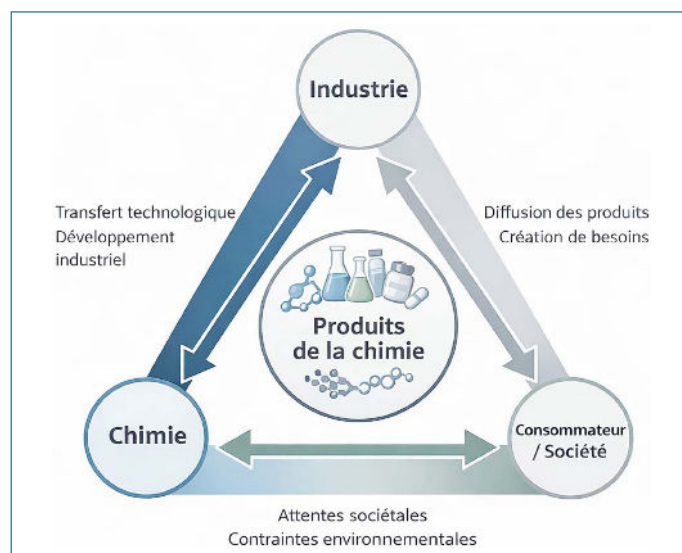 Industrie
Transfert technologique
Développement
industriel
Diffusion des produits
Création de besoins
Produits
de la chimie
Chimie
Consommateur
/ Société
Attentes sociétales
Contraintes environnementales